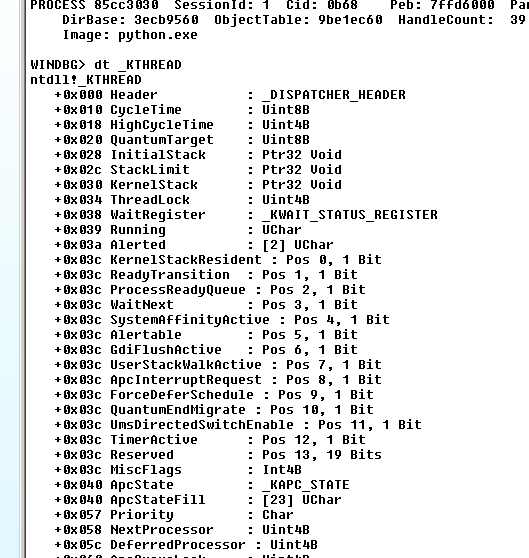 PROCESS 85cc3030  SessionId: 1  Cid: 0b68    Peb: 7ffd6000
    DirBase: 3ecb9560  ObjectTable: 9be1ec60  HandleCount:  39
    Image: python.exe
WINDBG> dt _KTHREAD
ntdll!_KTHREAD
   +0x000 Header           : _DISPATCHER_HEADER
   +0x010 CycleTime        : Uint8B
   +0x018 HighCycleTime    : Uint4B
   +0x020 QuantumTarget    : Uint8B
   +0x028 InitialStack     : Ptr32 Void
   +0x02c StackLimit       : Ptr32 Void
   +0x030 KernelStack      : Ptr32 Void
   +0x034 ThreadLock       : Uint4B
   +0x038 WaitRegister     : _KWAIT_STATUS_REGISTER
   +0x039 Running          : UChar
   +0x03a Alerted          : [2] UChar
   +0x03c KernelStackResident : Pos 0, 1 Bit
   +0x03c ReadyTransition  : Pos 1, 1 Bit
   +0x03c ProcessReadyQueue : Pos 2, 1 Bit
   +0x03c WaitNext         : Pos 3, 1 Bit
   +0x03c SystemAffinityActive : Pos 4, 1 Bit
   +0x03c Alertable        : Pos 5, 1 Bit
   +0x03c GdiFlushActive   : Pos 6, 1 Bit
   +0x03c UserStackWalkActive : Pos 7, 1 Bit
   +0x03c ApcInterruptRequest : Pos 8, 1 Bit
   +0x03c ForceDeferSchedule : Pos 9, 1 Bit
   +0x03c QuantumEndMigrate : Pos 10, 1 Bit
   +0x03c UmsDirectedSwitchEnable : Pos 11, 1 Bit
   +0x03c TimerActive      : Pos 12, 1 Bit
   +0x03c Reserved         : Pos 13, 19 Bits
   +0x03c MiscFlags        : Int4B
   +0x040 ApcState         : _KAPC_STATE
   +0x040 ApcStateFill     : [23] UChar
   +0x057 Priority         : Char
   +0x058 NextProcessor    : Uint4B
   +0x05c DeferredProcessor : Uint4B